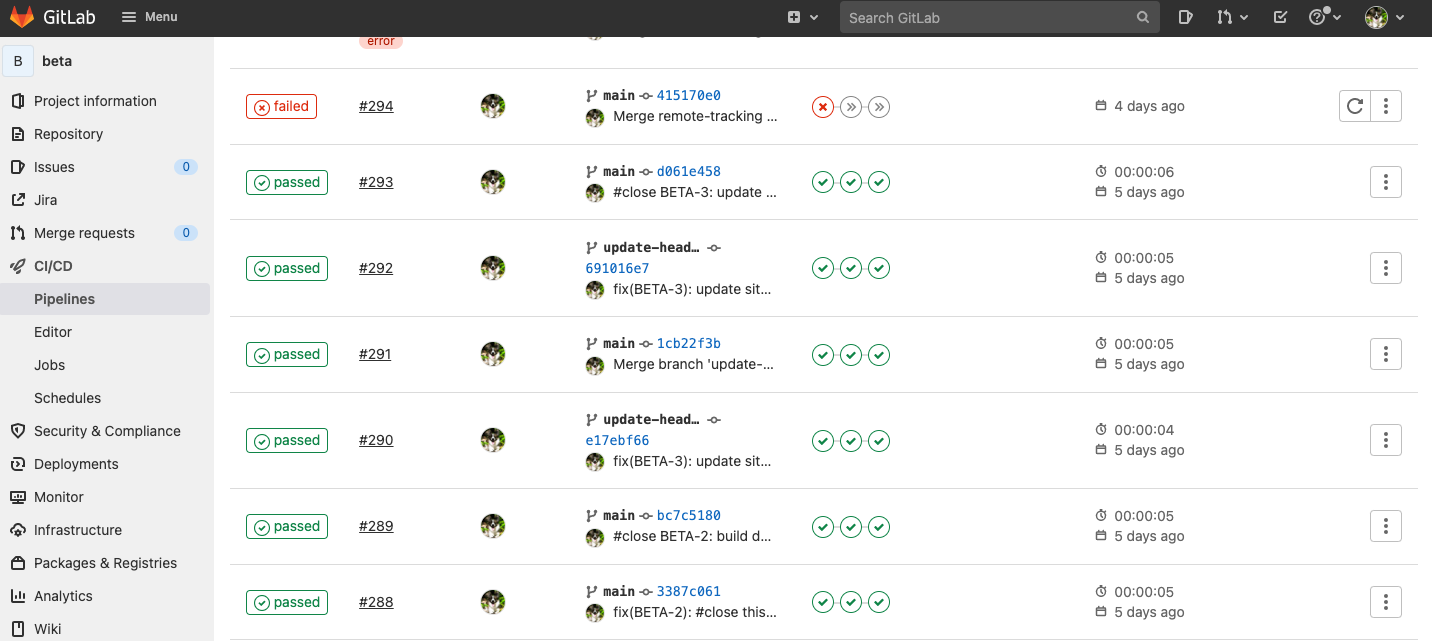 GitLab
Menu
Search GitLab
B beta
Project information
Repository
Issues 0
Jira
Merge requests 0
CI/CD
Pipelines
Editor
Jobs
Schedules
Security & Compliance
Deployments
Monitor
Infrastructure
Packages & Registries
Analytics
Wiki
error
failed #294 main 415170e0 4 days ago
Merge remote-tracking ...
passed #293 main d061e458 00:00:06
#close BETA-3: update ... 5 days ago
passed #292 update-head… 00:00:05
691016e7 5 days ago
fix(BETA-3): update sit...
passed #291 main 1cb22f3b 00:00:05
Merge branch 'update-... 5 days ago
passed #290 update-head… 00:00:04
e17ebf66 5 days ago
fix(BETA-3): update sit...
passed #289 main bc7c5180 00:00:05
#close BETA-2: build d... 5 days ago
passed #288 main 3387c061 00:00:05
fix(BETA-2): #close this... 5 days ago